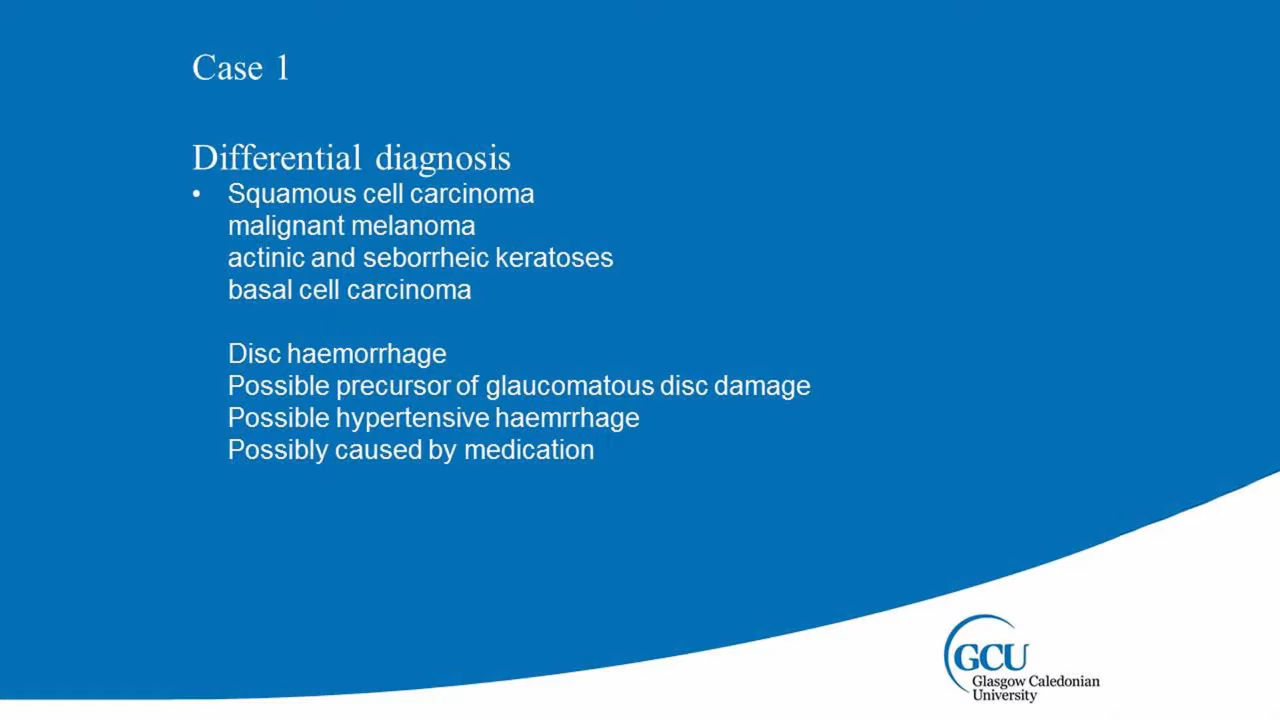 Case 1
Differential diagnosis
• Squamous cell carcinoma
malignant melanoma
actinic and seborrheic keratoses
basal cell carcinoma
Disc haemorrhage
Possible precursor of glaucomatous disc damage
Possible hypertensive haemrrhage
Possibly caused by medication
GCU
Glasgow Caledonian
University